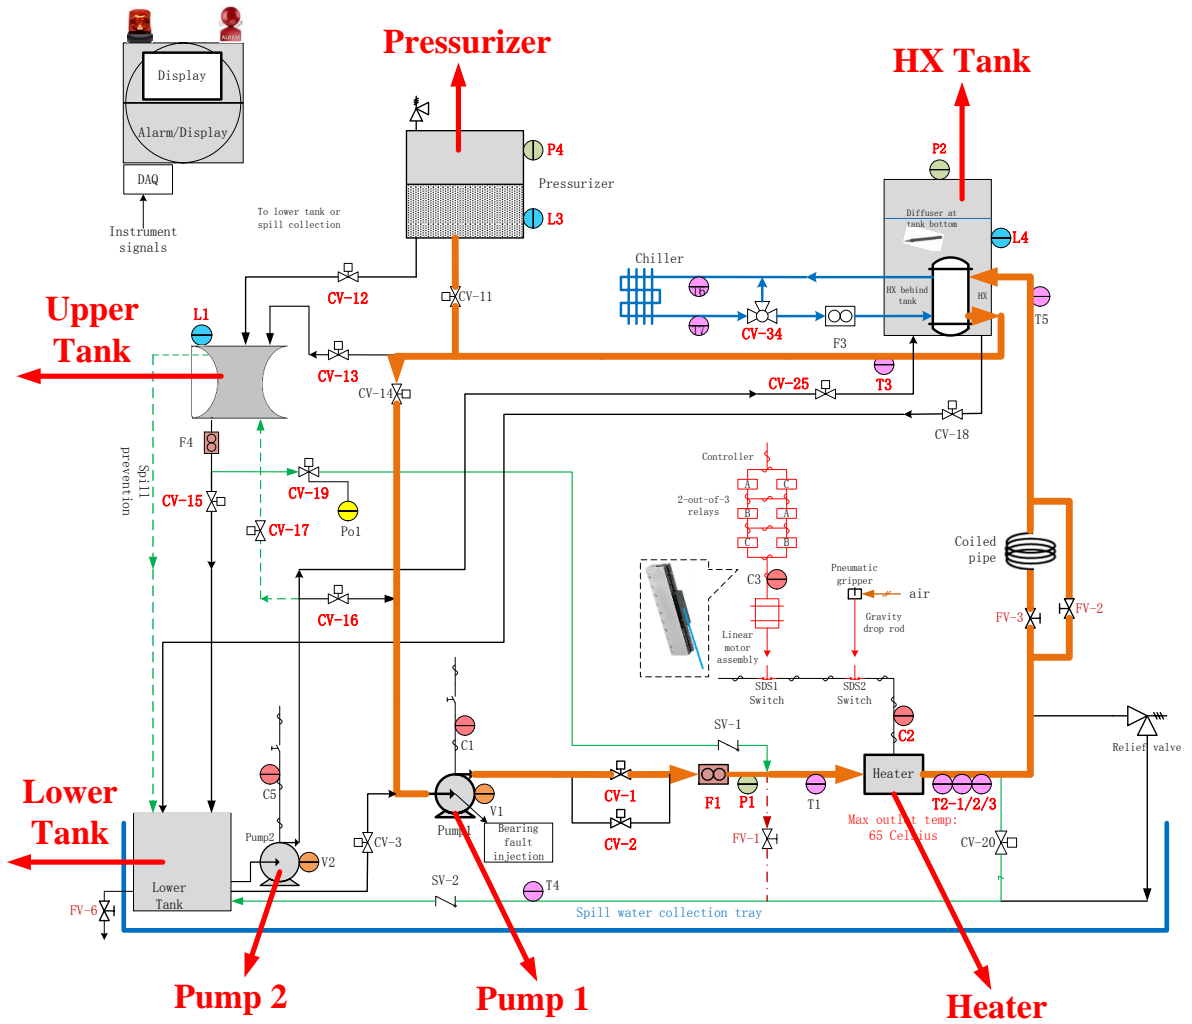 Pressurizer
HX Tank
Display
Alarm/Display
DAQ
Instrument
signals
ALARM
To lower tank or
spill collection
P4
Pressurizer
L3
P2
Diffuser at
tank bottom
L4
Chiller
HX behind
tank
HX
T6
T7
CV-34
F3
T5
CV-12
CV-11
Upper
Tank
L1
CV-13
CV-14
CV-25
T3
CV-18
F4
Spill
prevention
CV-15
CV-19
Po1
CV-17
CV-16
Controller
A
C
2-out-of-3
relays
B
A
C
B
C3
Linear
motor
assembly
Pneumatic
gripper
air
Gravity
drop rod
SDS1
Switch
SDS2
Switch
Coiled
pipe
FV-3
FV-2
C1
C5
C2
SV-1
Relief valve
Heater
Lower
Tank
Pump2
V2
CV-3
Pump1
V1
Bearing
fault
injection
CV-1
CV-2
F1
P1
T1
T2-1/2/3
Max outlet temp:
65 Celsius
FV-1
CV-20
Lower
Tank
FV-6
SV-2
T4
7
Spill water collection tray
Pump 2
Pump 1
Heater